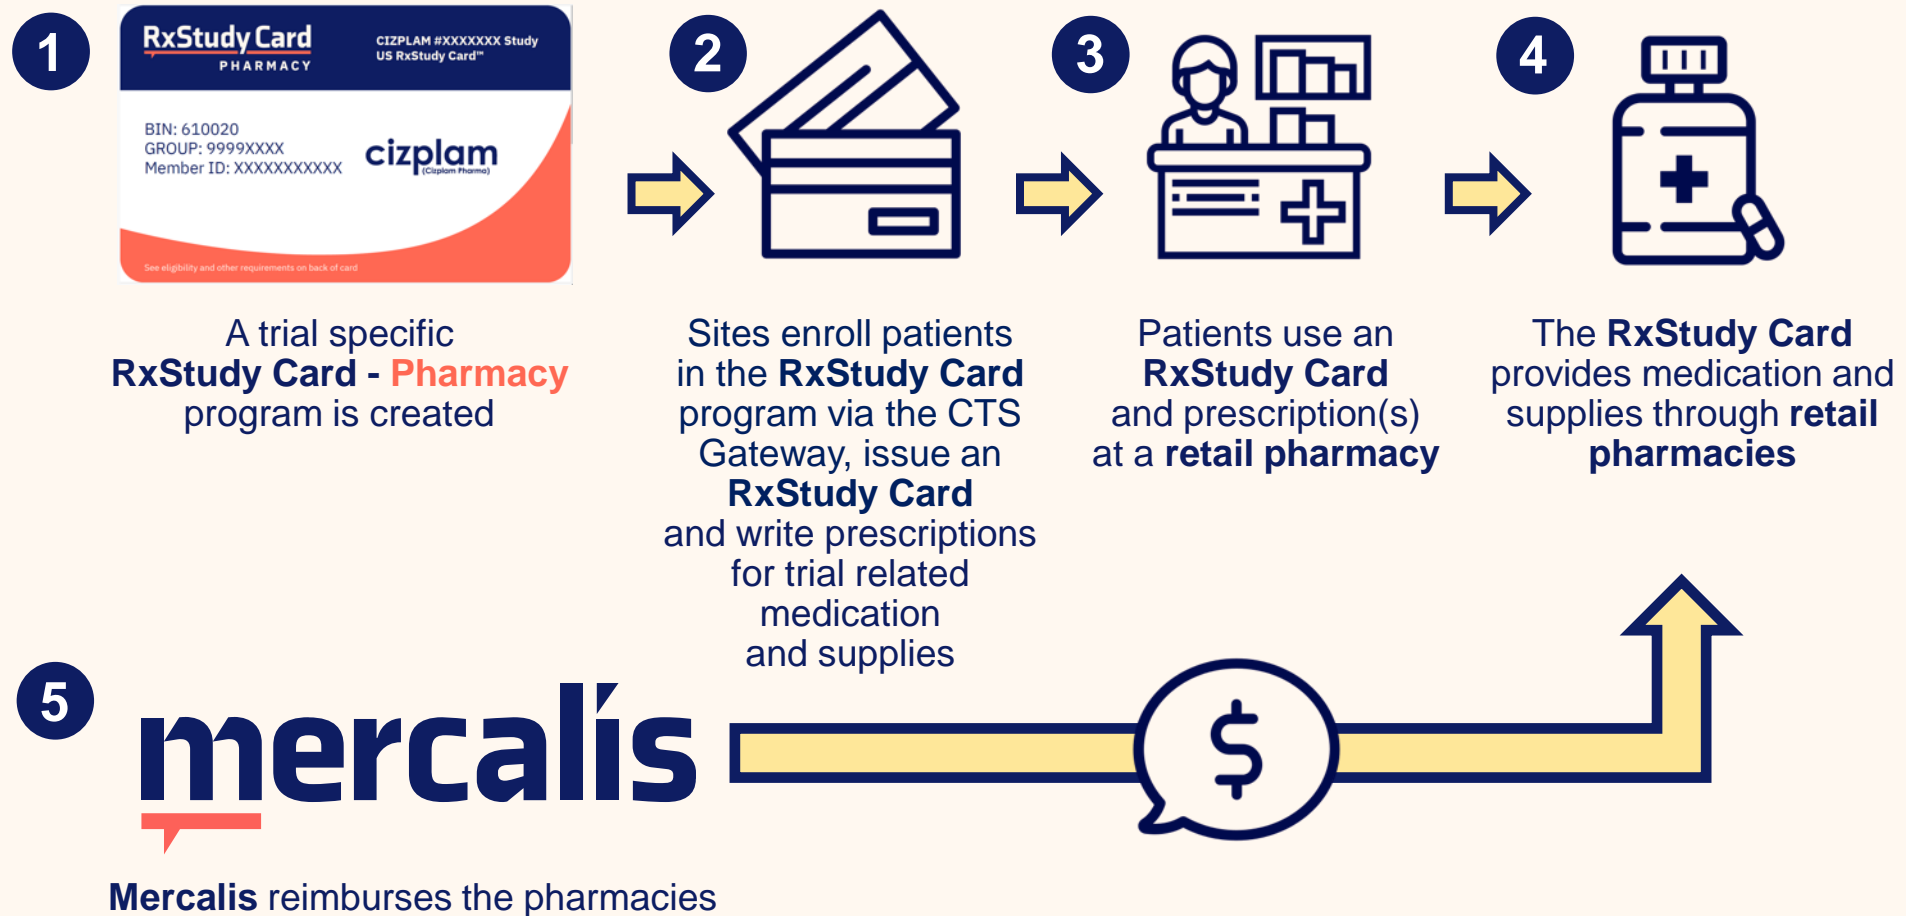 1
RxStudy Card
PHARMACY
CIZPLAM #XXXXXXX Study
US RxStudy Card™
BIN: 610020
GROUP: 9999XXXX
Member ID: XXXXXXXXXXX
cizplam
(Cizplam Pharma)
See eligibility and other requirements on back of card
A trial specific
RxStudy Card - Pharmacy
program is created
2
Sites enroll patients
in the RxStudy Card
program via the CTS
Gateway, issue an
RxStudy Card
and write prescriptions
for trial related
medication
and supplies
3
Patients use an
RxStudy Card
and prescription(s)
at a retail pharmacy
4
The RxStudy Card
provides medication and
supplies through retail
pharmacies
5
mercalis
$
Mercalis reimburses the pharmacies